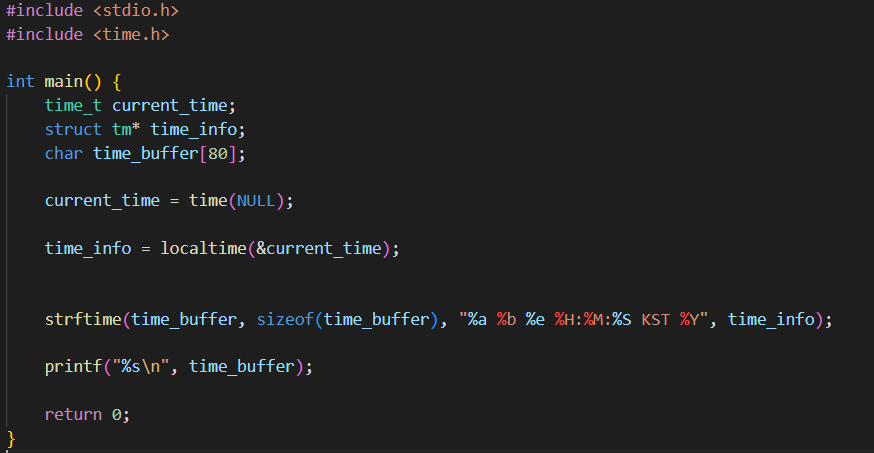 #include <stdio.h>
#include <time.h>
int main() {
    time_t current_time;
    struct tm* time_info;
    char time_buffer[80];
    current_time = time(NULL);
    time_info = localtime(&current_time);
    strftime(time_buffer, sizeof(time_buffer), "%a %b %e %H:%M:%S KST %Y", time_info);
    printf("%s\n", time_buffer);
    return 0;
}